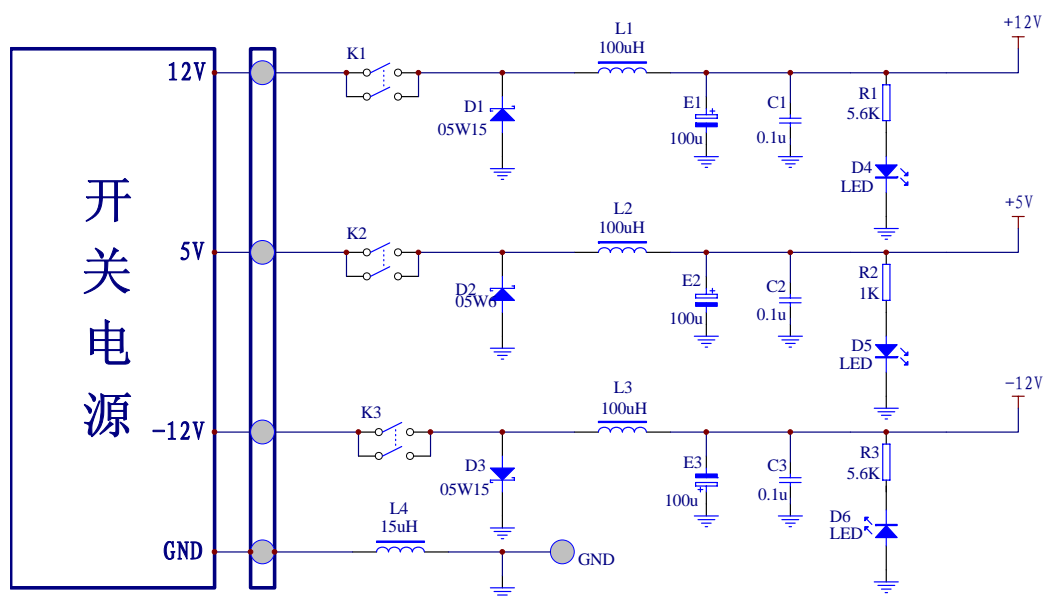 +12V
L1
100uH
K1
12V
D1
05W15
E1
100u
C1
0.1u
R1
5.6K
D4
LED
开
关
电
源
+5V
L2
100uH
K2
5V
D2
05W6
E2
100u
C2
0.1u
R2
1K
D5
LED
-12V
L3
100uH
K3
-12V
D3
05W15
E3
100u
C3
0.1u
R3
5.6K
D6
LED
L4
15uH
GND
GND